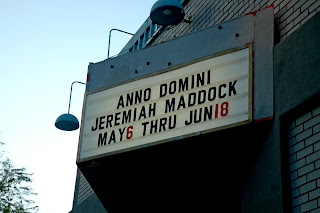 ANNO DOMINI
JEREMIAH MADDOCK
MAY6 THRU JUN18